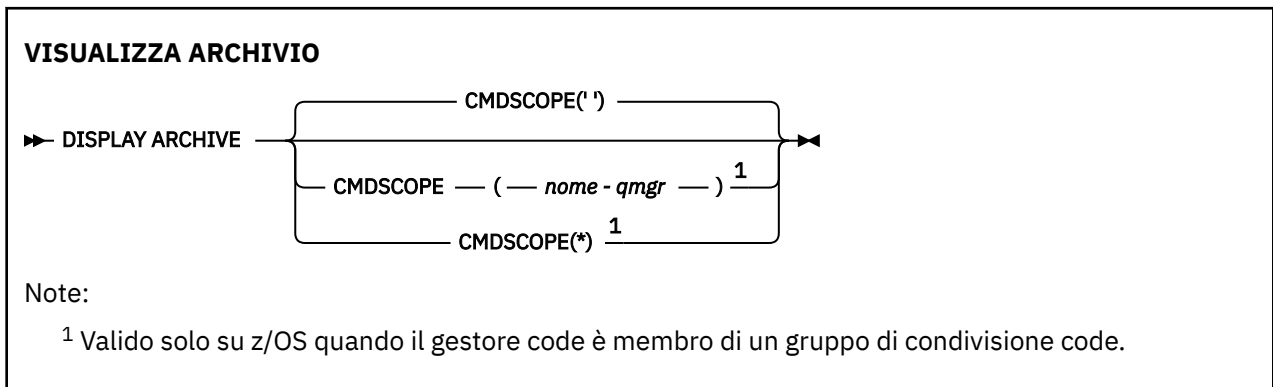 VISUALIZZA ARCHIVIO
CMDSCOPE(' ')
DISPLAY ARCHIVE
CMDSCOPE ( nome - qmgr ) 1
CMDSCOPE(*) 1
Note:
1 Valido solo su z/OS quando il gestore code è membro di un gruppo di condivisione code.